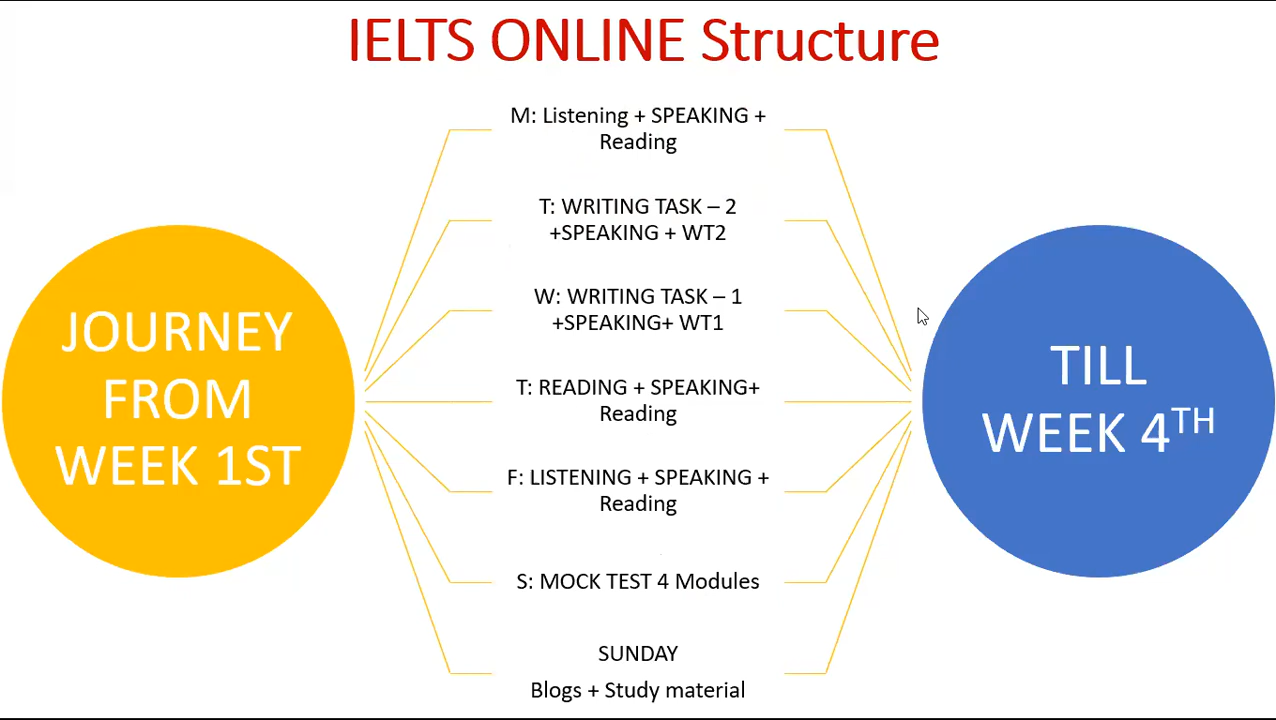 IELTS ONLINE Structure
M: Listening + SPEAKING +
Reading
T: WRITING TASK – 2
+SPEAKING + WT2
W: WRITING TASK – 1
+SPEAKING+ WT1
T: READING + SPEAKING+
Reading
F: LISTENING + SPEAKING +
Reading
S: MOCK TEST 4 Modules
SUNDAY
Blogs + Study material
JOURNEY
FROM
WEEK 1ST
TILL
WEEK 4TH